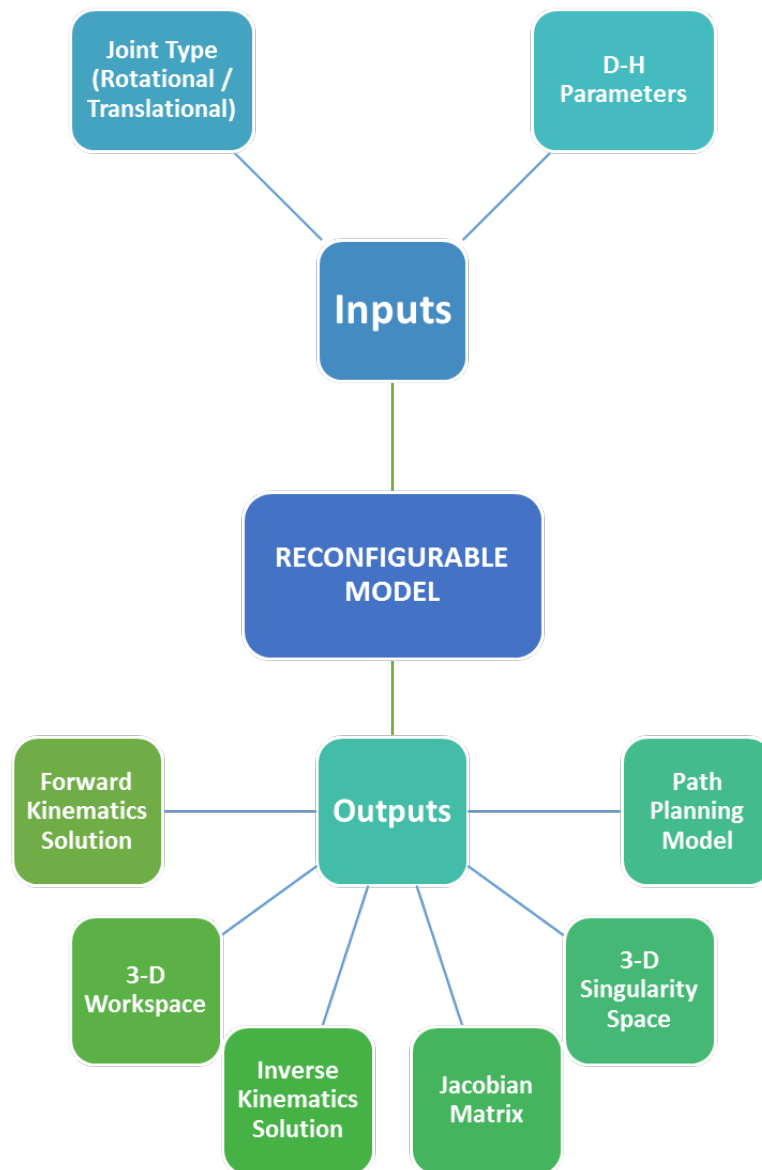 Joint Type
(Rotational /
Translational)
D-H
Parameters
Inputs
RECONFIGURABLE
MODEL
Forward
Kinematics
Solution
Outputs
Path
Planning
Model
3-D
Workspace
3-D
Singularity
Space
Inverse
Kinematics
Solution
Jacobian
Matrix